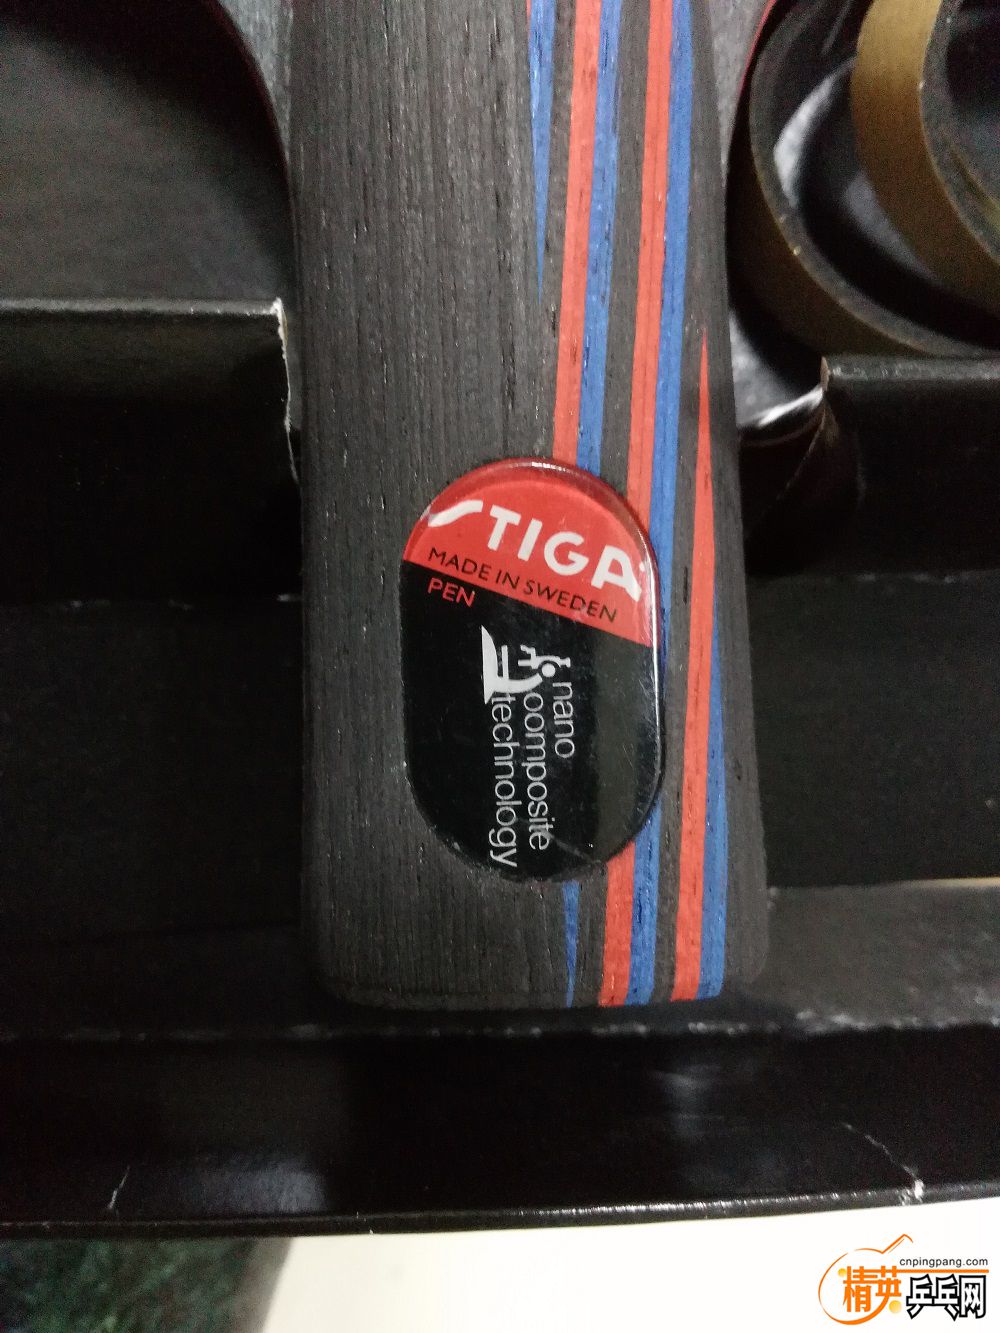 STIGA
MADE IN SWEDEN
PEN
nano
composite
technology
cnpingpang.com
精英乒乓网